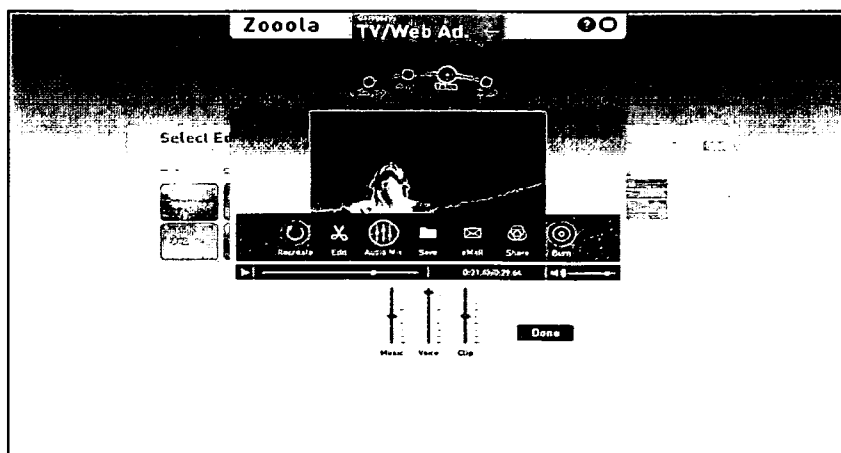 Zooola
TV/Web Ad.
?
Select Ed
Recreate Edit Audio Mix Save eMail Share Burn
Music Voice Clip
Done